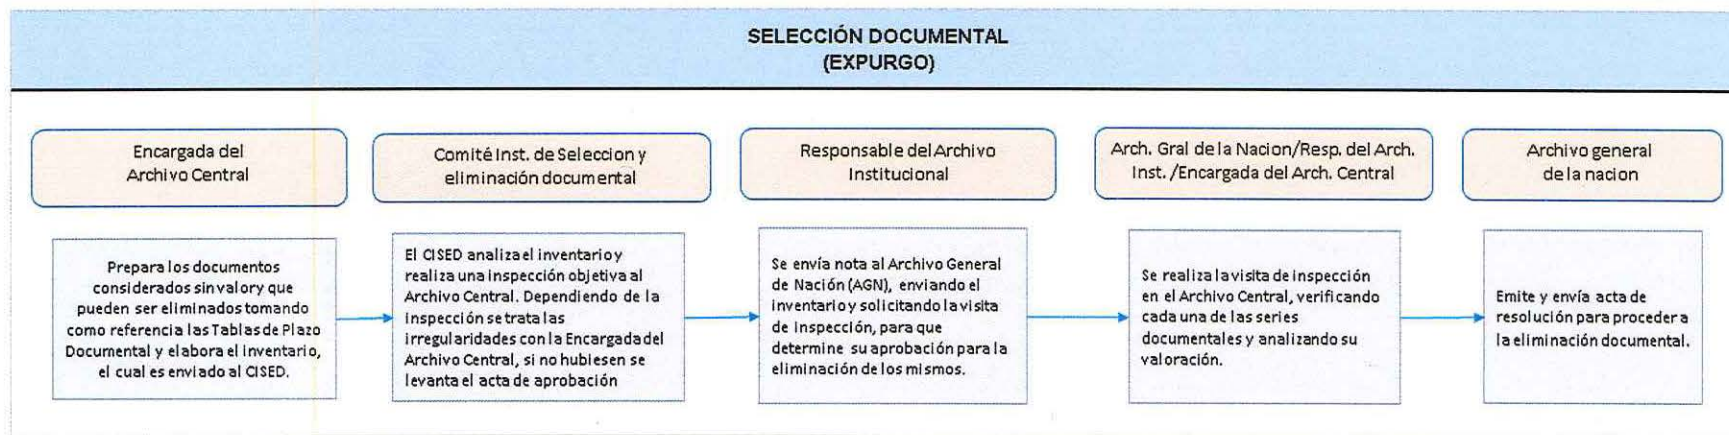 SELECCIÓN DOCUMENTAL
(EXPURGO)
Encargada del
Archivo Central
Comité Inst. de Seleccion y
eliminación documental
Responsable del Archivo
Institucional
Arch. Gral de la Nacion/Resp. del Arch.
Inst. /Encargada del Arch. Central
Archivo general
de la nacion
Prepara los documentos
considerados sin valor y que
pueden ser eliminados tomando
como referencia las Tablas de Plazo
Documental y elabora el Inventario,
el cual es enviado al CISED.
El CISED analiza el inventario y
realiza una inspección objetiva al
Archivo Central. Dependiendo de la
inspección se trata las
irregularidades con la Encargada del
Archivo Central, si no hubiesen se
levanta el acta de aprobación
Se envía nota al Archivo General
de Nación (AGN), enviando el
inventario y solicitando la visita
de inspección, para que
determine su aprobación para la
eliminación de los mismos.
Se realiza la visita de inspección
en el Archivo Central, verificando
cada una de las series
documentales y analizando su
valoración.
Emite y envía acta de
resolución para proceder a
la eliminación documental.